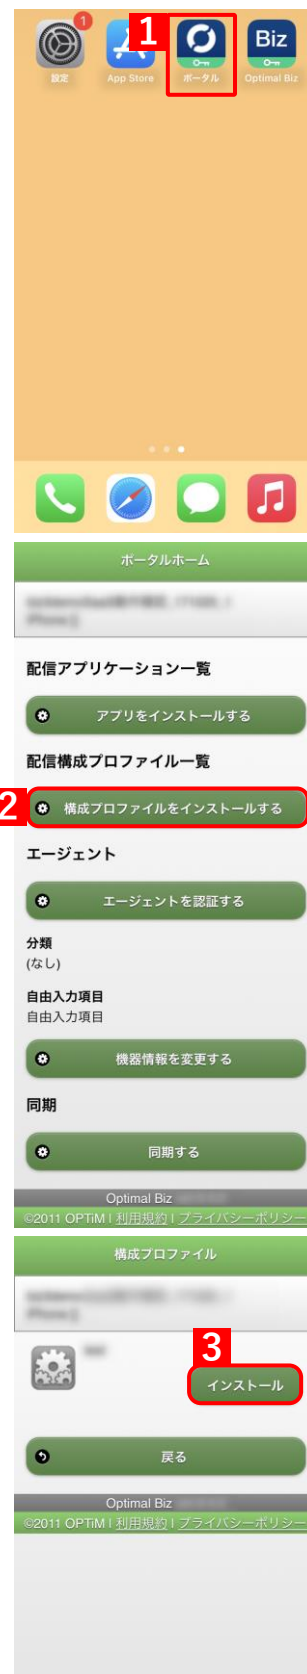 1
1
Biz
設定
App Store
ポータル
Optimal Biz
ポータルホーム
配信アプリケーション一覧
アプリをインストールする
配信構成プロファイル一覧
2
構成プロファイルをインストールする
エージェント
エージェントを認証する
分類
(なし)
自由入力項目
自由入力項目
機器情報を変更する
同期
同期する
Optimal Biz
©2011 OPTiM | 利用規約 | プライバシーポリシー
構成プロファイル
3
インストール
戻る
Optimal Biz
©2011 OPTiM | 利用規約 | プライバシーポリシー